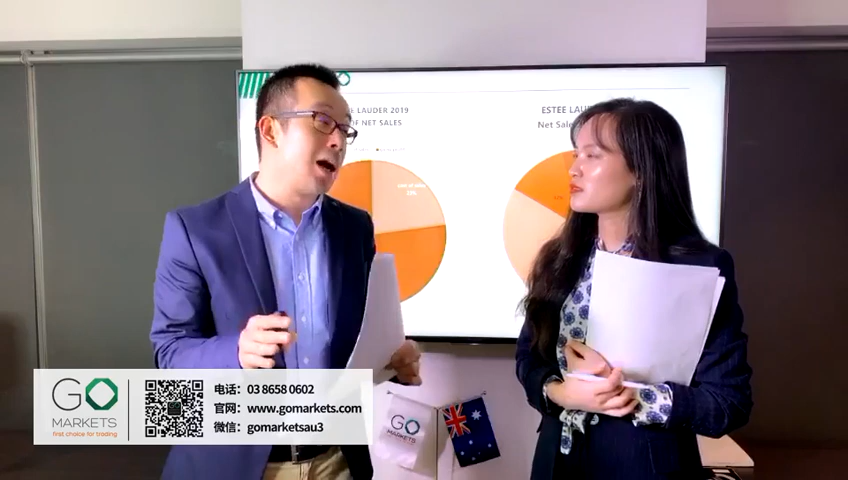 E LAUDER 2019
OF NET SALES
ESTEE LAU
Net Sale
GO
MARKETS
first choice for trading
电话： 03 8658 0602
官网： www.gomarkets.com
微信： gomarketsau3
GO
MARKETS